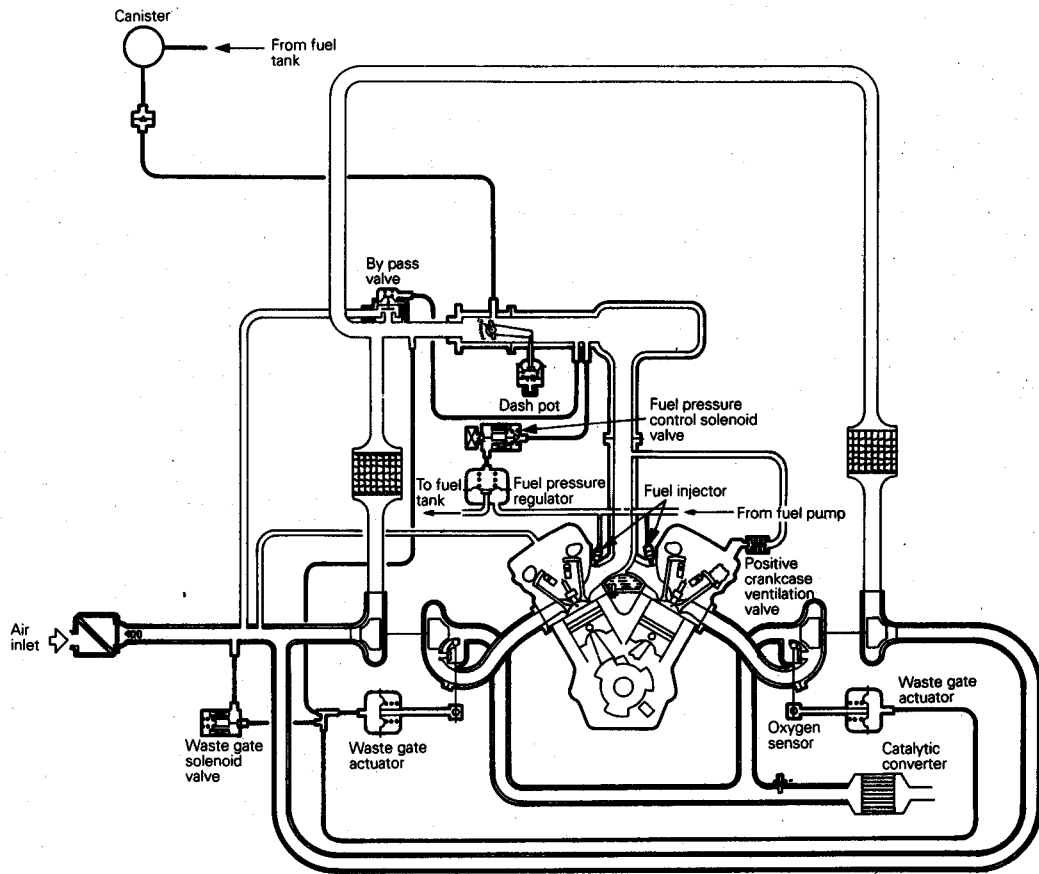 Canister
From fuel
tank
By pass
valve
Dash pot
Fuel pressure
control solenoid
valve
To fuel
tank
Fuel pressure
regulator
Fuel injector
From fuel pump
Positive
crankcase
ventilation
valve
Air
inlet
Waste gate
solenoid
valve
Waste gate
actuator
Oxygen
sensor
Waste gate
actuator
Catalytic
converter